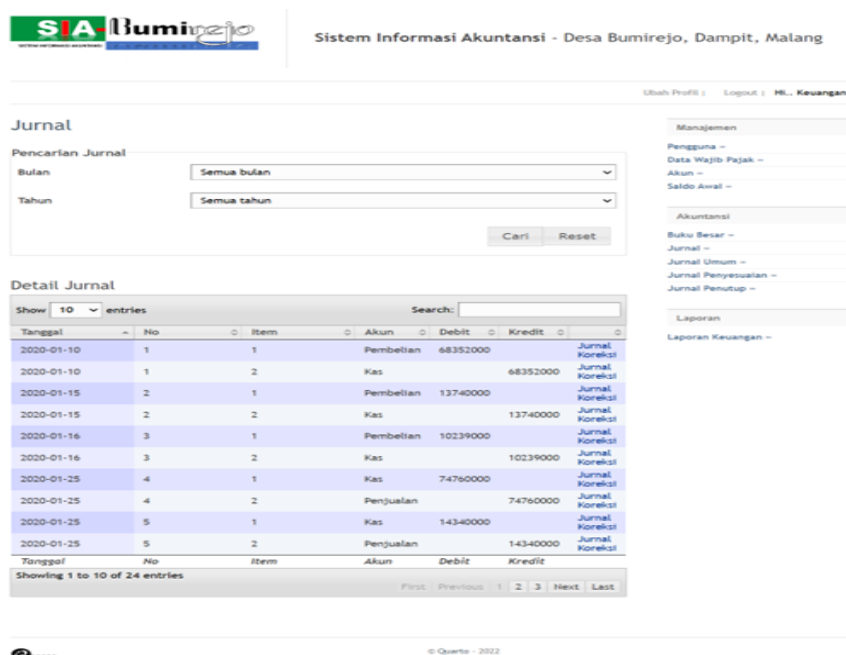 SIA-Bumirejo
SISTEM INFORMASI AKUNTANSI
Sistem Informasi Akuntansi - Desa Bumirejo, Dampit, Malang
Ubah Profil | Logout | Hi.. Keuangan
Jurnal
Pencarian Jurnal
Bulan Semua bulan
Tahun Semua tahun
Cari Reset
Detail Jurnal
Show 10 entries Search:
Tanggal No Item Akun Debit Kredit
2020-01-10 1 1 Pembelian 68352000 Jurnal Koreksi
2020-01-10 1 2 Kas 68352000 Jurnal Koreksi
2020-01-15 2 1 Pembelian 13740000 Jurnal Koreksi
2020-01-15 2 2 Kas 13740000 Jurnal Koreksi
2020-01-16 3 1 Pembelian 10239000 Jurnal Koreksi
2020-01-16 3 2 Kas 10239000 Jurnal Koreksi
2020-01-25 4 1 Kas 74760000 Jurnal Koreksi
2020-01-25 4 2 Penjualan 74760000 Jurnal Koreksi
2020-01-25 5 1 Kas 14340000 Jurnal Koreksi
2020-01-25 5 2 Penjualan 14340000 Jurnal Koreksi
Tanggal No Item Akun Debit Kredit
Showing 1 to 10 of 24 entries
First Previous 1 2 3 Next Last
Manajemen
Pengguna ~
Data Wajib Pajak ~
Akun ~
Saldo Awal ~
Akuntansi
Buku Besar ~
Jurnal ~
Jurnal Umum ~
Jurnal Penyesuaian ~
Jurnal Penutup ~
Laporan
Laporan Keuangan ~
© Quarto - 2022